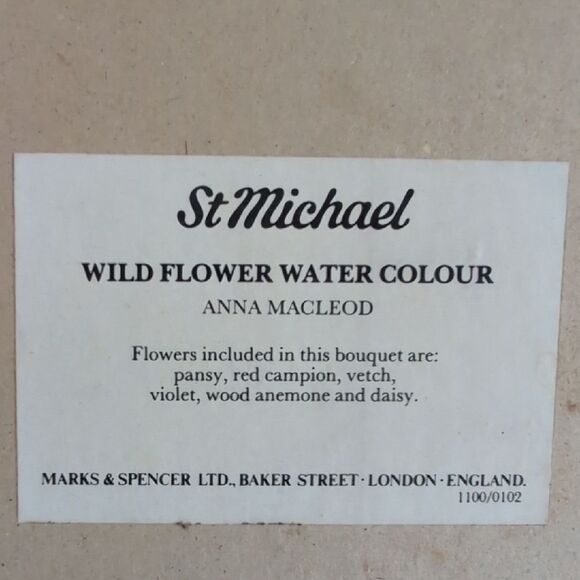 St Michael
WILD FLOWER WATER COLOUR
ANNA MACLEOD
Flowers included in this bouquet are:
pansy, red campion, vetch,
violet, wood anemone and daisy.
MARKS & SPENCER LTD., BAKER STREET · LONDON · ENGLAND.
1100/0102